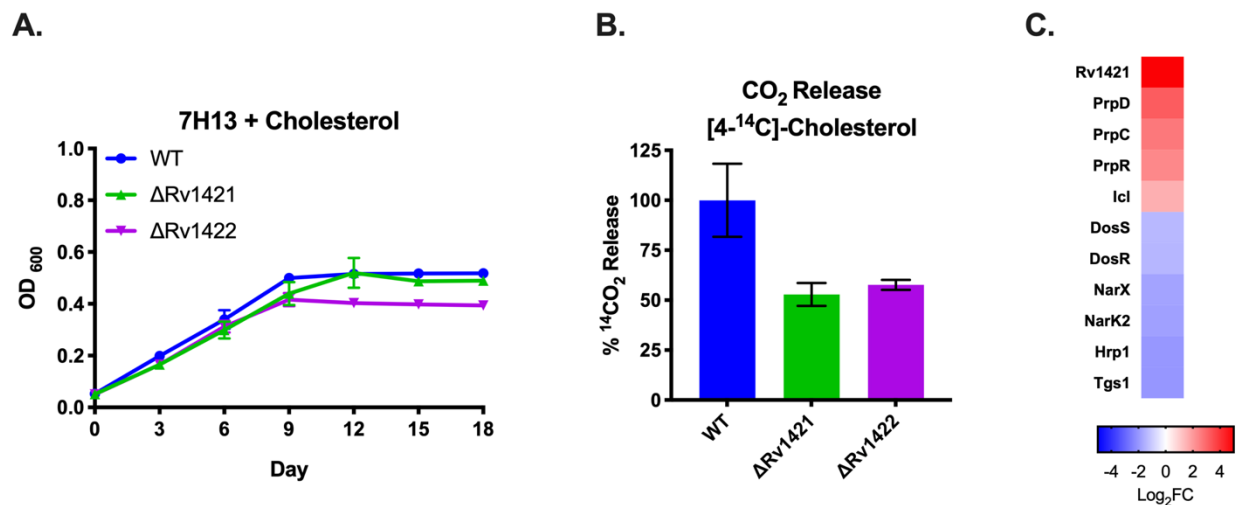 A.
7H13 + Cholesterol
WT
ΔRv1421
ΔRv1422
1.0
0.8
0.6
0.4
0.2
0.0
OD600
0 3 6 9 12 15 18
Day
B.
CO2 Release
[4-14C]-Cholesterol
125
100
75
50
25
0
% 14CO2 Release
WT
ΔRv1421
ΔRv1422
C.
Rv1421
PrpD
PrpC
PrpR
Icl
DosS
DosR
NarX
NarK2
Hrp1
Tgs1
-4 -2 0 2 4
Log2FC